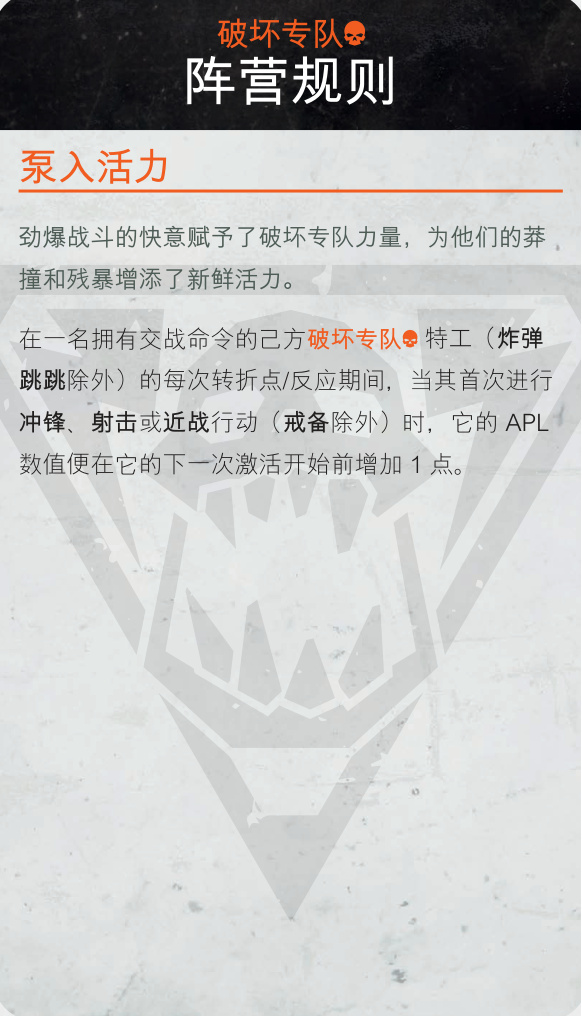 破坏专队
阵营规则
泵入活力
劲爆战斗的快意赋予了破坏专队力量，为他们的莽
撞和残暴增添了新鲜活力。
在一名拥有交战命令的己方破坏专队 特工（炸弹
跳跳除外）的每次转折点/反应期间，当其首次进行
冲锋、射击或近战行动（戒备除外）时，它的 APL
数值便在它的下一次激活开始前增加 1 点。